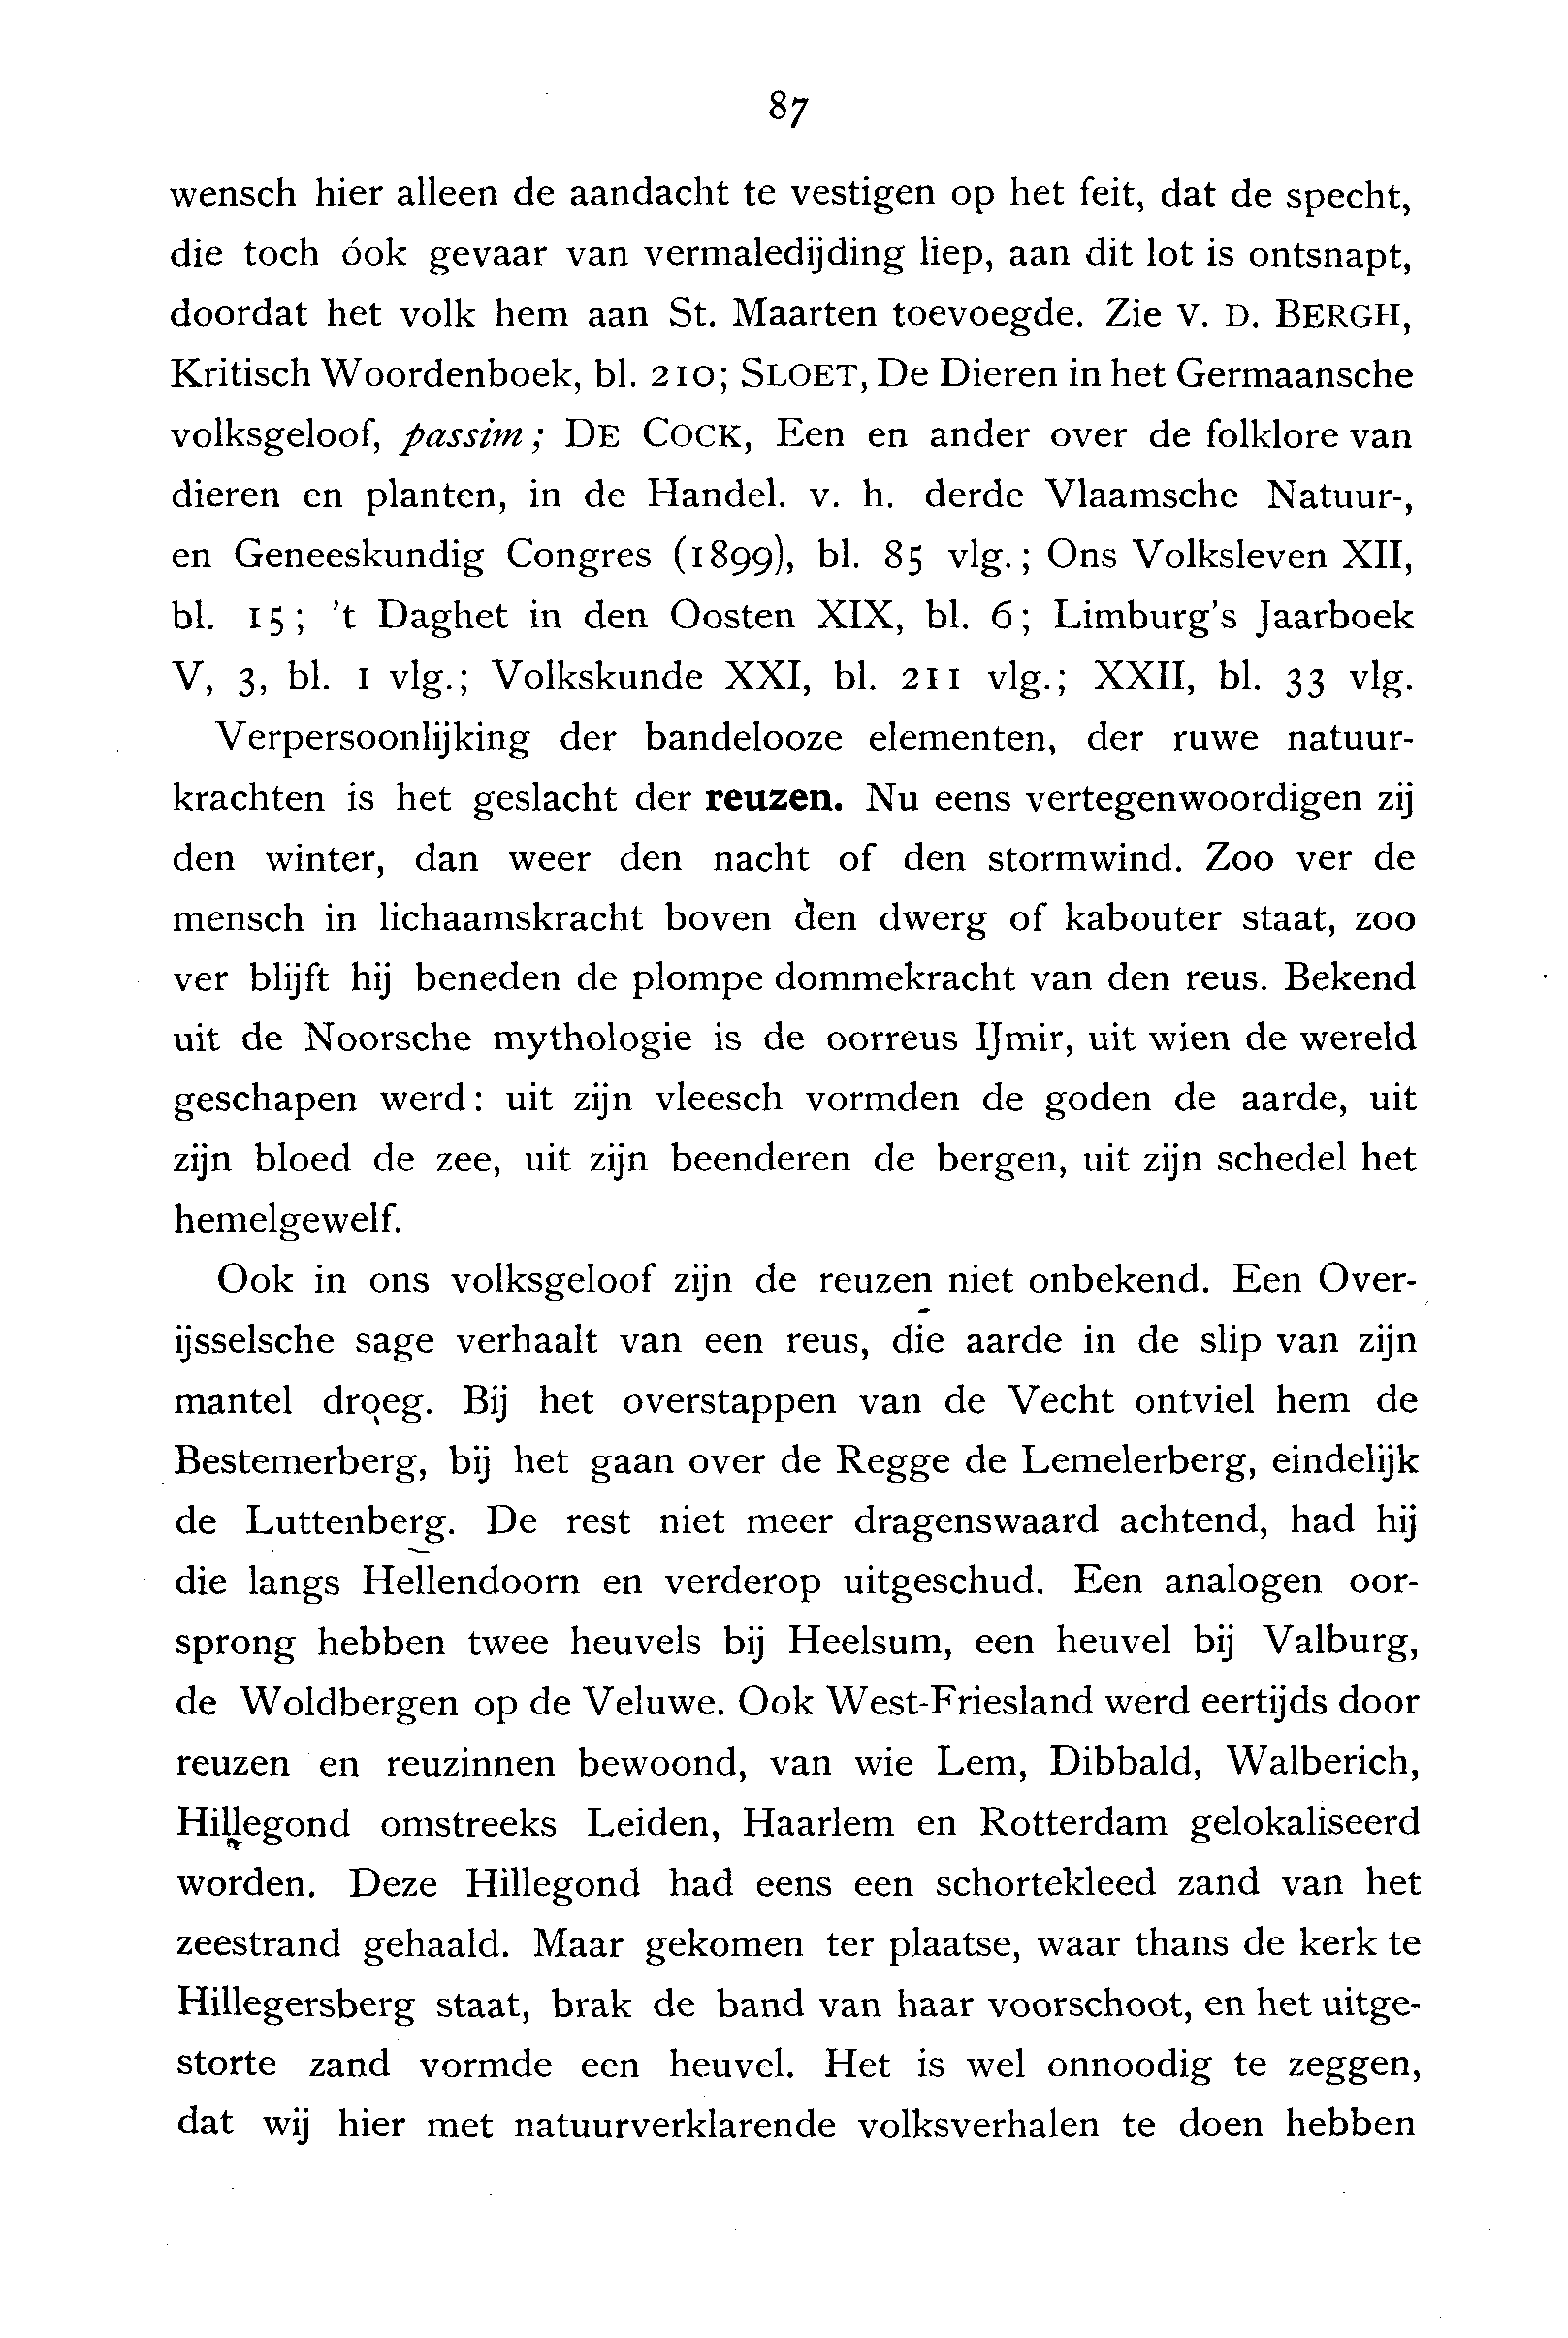 87
wensch hier alleen de aandacht te vestigen op het feit, dat de specht,
die toch óok gevaar van vermaledijding liep, aan dit lot is ontsnapt,
doordat het volk hem aan St. Maarten toevoegde. Zie V. D. BERGH,
Kritisch Woordenboek, bl. 210; SLOET, De Dieren in het Germaansche
volksgeloof, passim; DE COCK, Een en ander over de folklore van
dieren en planten, in de Handel. v. h. derde Vlaamsche Natuur-,
en Geneeskundig Congres (1899), bl. 85 vlg.; Ons Volksleven XII,
bl. 15; 't Daghet in den Oosten XIX, bl. 6; Limburg's Jaarboek
V, 3, bl. 1 vlg.; Volkskunde XXI, bl. 211 vlg.; XXII, bl. 33 vlg.
Verpersoonlijking der bandelooze elementen, der ruwe natuur-
krachten is het geslacht der reuzen. Nu eens vertegenwoordigen zij
den winter, dan weer den nacht of den stormwind. Zoo ver de
mensch in lichaamskracht boven den dwerg of kabouter staat, zoo
ver blijft hij beneden de plompe dommekracht van den reus. Bekend
uit de Noorsche mythologie is de oorreus IJmir, uit wien de wereld
geschapen werd: uit zijn vleesch vormden de goden de aarde, uit
zijn bloed de zee, uit zijn beenderen de bergen, uit zijn schedel het
hemelgewelf.
Ook in ons volksgeloof zijn de reuzen niet onbekend. Een Over-
ijsselsche sage verhaalt van een reus, die aarde in de slip van zijn
mantel droeg. Bij het overstappen van de Vecht ontviel hem de
Bestemerberg, bij het gaan over de Regge de Lemelerberg, eindelijk
de Luttenberg. De rest niet meer dragenswaard achtend, had hij
die langs Hellendoorn en verderop uitgeschud. Een analogen oor-
sprong hebben twee heuvels bij Heelsum, een heuvel bij Valburg,
de Woldbergen op de Veluwe. Ook West-Friesland werd eertijds door
reuzen en reuzinnen bewoond, van wie Lem, Dibbald, Walberich,
Hillegond omstreeks Leiden, Haarlem en Rotterdam gelokaliseerd
worden. Deze Hillegond had eens een schortekleed zand van het
zeestrand gehaald. Maar gekomen ter plaatse, waar thans de kerk te
Hillegersberg staat, brak de band van haar voorschoot, en het uitge-
storte zand vormde een heuvel. Het is wel onnoodig te zeggen,
dat wij hier met natuurverklarende volksverhalen te doen hebben